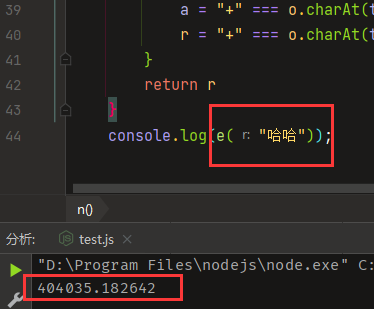 39 a = "+" === o.charAt(t
40 r = "+" === o.charAt(t
41 }
42 return r
43 }
44 console.log(e( r: "哈哈"));
n()
分析: test.js ×
"D:\Program Files\nodejs\node.exe" C:
404035.182642